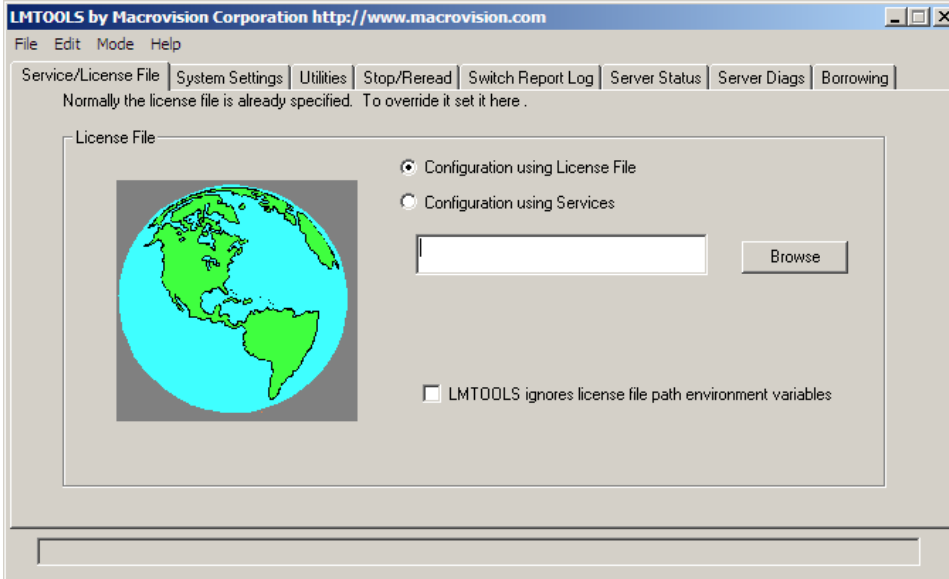 LMTOOLS by Macrovision Corporation http://www.macrovision.com
File Edit Mode Help
Service/License File System Settings Utilities Stop/Reread Switch Report Log Server Status Server Diags Borrowing
Normally the license file is already specified. To override it set it here .
License File
Configuration using License File
Configuration using Services
Browse
LMTOOLS ignores license file path environment variables